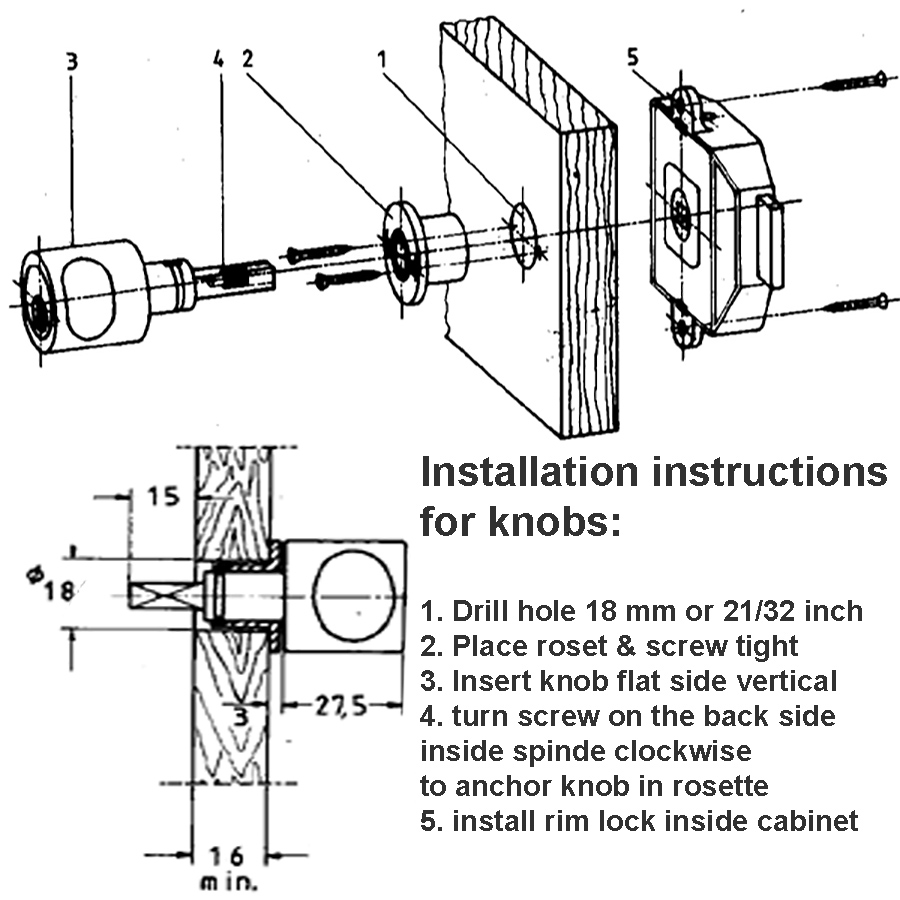 3 4 2 1 5
Installation instructions
for knobs:
15
Ø 18
1. Drill hole 18 mm or 21/32 inch
2. Place roset & screw tight
3. Insert knob flat side vertical
3 27,5
4. turn screw on the back side
inside spinde clockwise
to anchor knob in rosette
5. install rim lock inside cabinet
16
min.